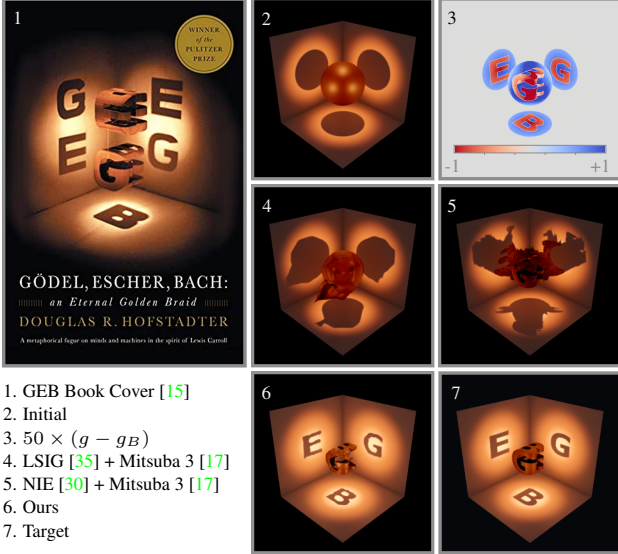 1
WINNER
of the
PULITZER
PRIZE
G E
E G
B
GÖDEL, ESCHER, BACH:
an Eternal Golden Braid
DOUGLAS R. HOFSTADTER
A metaphorical fugue on minds and machines in the spirit of Lewis Carroll
2
3
E G
B
-1 +1
4
5
1. GEB Book Cover [15]
2. Initial
3. 50 × (g − g_B)
4. LSIG [35] + Mitsuba 3 [17]
5. NIE [30] + Mitsuba 3 [17]
6. Ours
7. Target
6
E G
B
7
E G
B